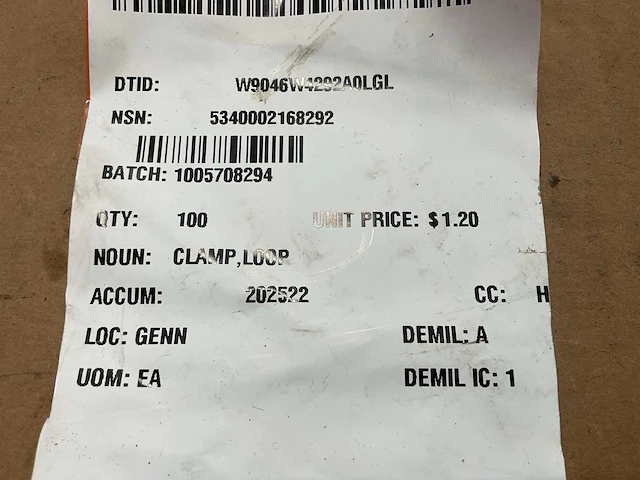 DTID: W9046W4292A0LGL
NSN: 5340002168292
BATCH: 1005708294
QTY: 100 UNIT PRICE: $1.20
NOUN: CLAMP,LOOP
ACCUM: 202522 CC: H
LOC: GENN DEMIL: A
UOM: EA DEMIL IC: 1